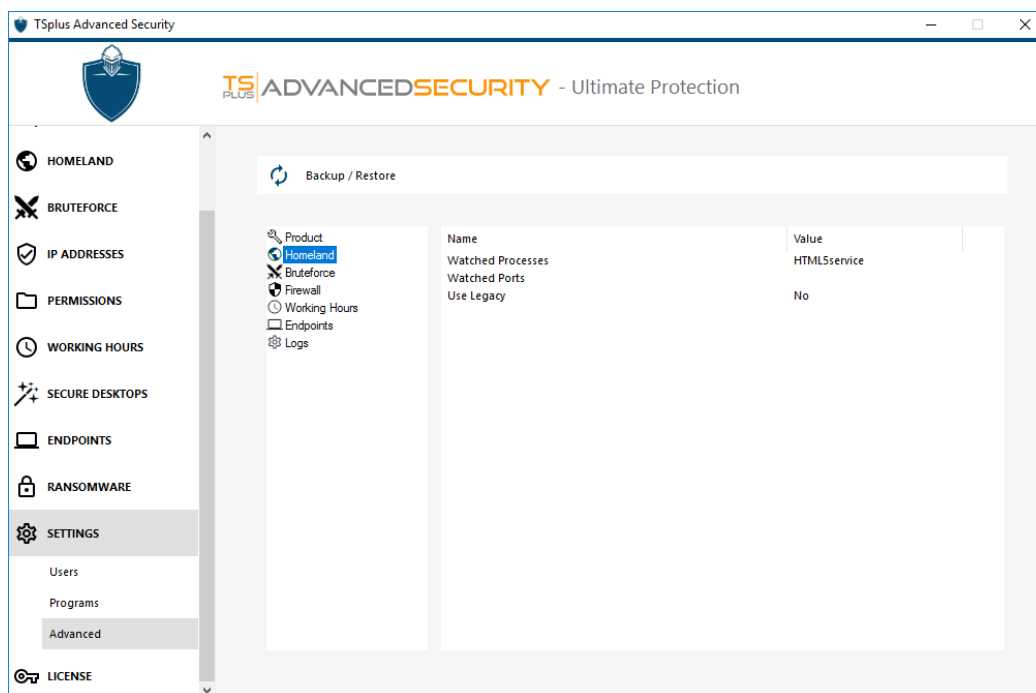 TSplus Advanced Security
TS PLUS ADVANCEDSECURITY - Ultimate Protection
HOMELAND
BRUTEFORCE
IP ADDRESSES
PERMISSIONS
WORKING HOURS
SECURE DESKTOPS
ENDPOINTS
RANSOMWARE
SETTINGS
Users
Programs
Advanced
LICENSE
Backup / Restore
Product
Homeland
Bruteforce
Firewall
Working Hours
Endpoints
Logs
Name Value
Watched Processes HTML5service
Watched Ports
Use Legacy No